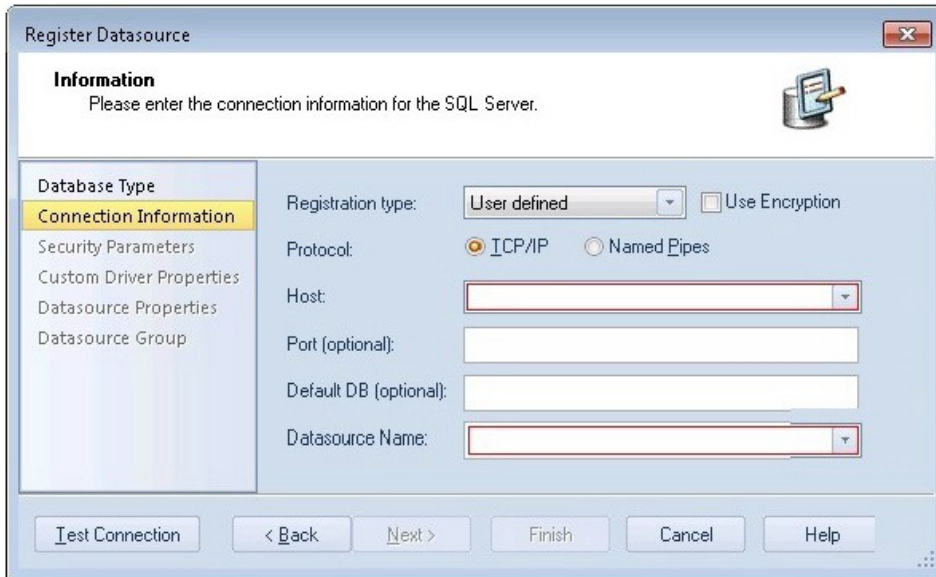 Register Datasource
Information
Please enter the connection information for the SQL Server.
Database Type
Connection Information
Security Parameters
Custom Driver Properties
Datasource Properties
Datasource Group
Registration type: User defined Use Encryption
Protocol: TCP/IP Named Pipes
Host:
Port (optional):
Default DB (optional):
Datasource Name:
Test Connection < Back Next > Finish Cancel Help